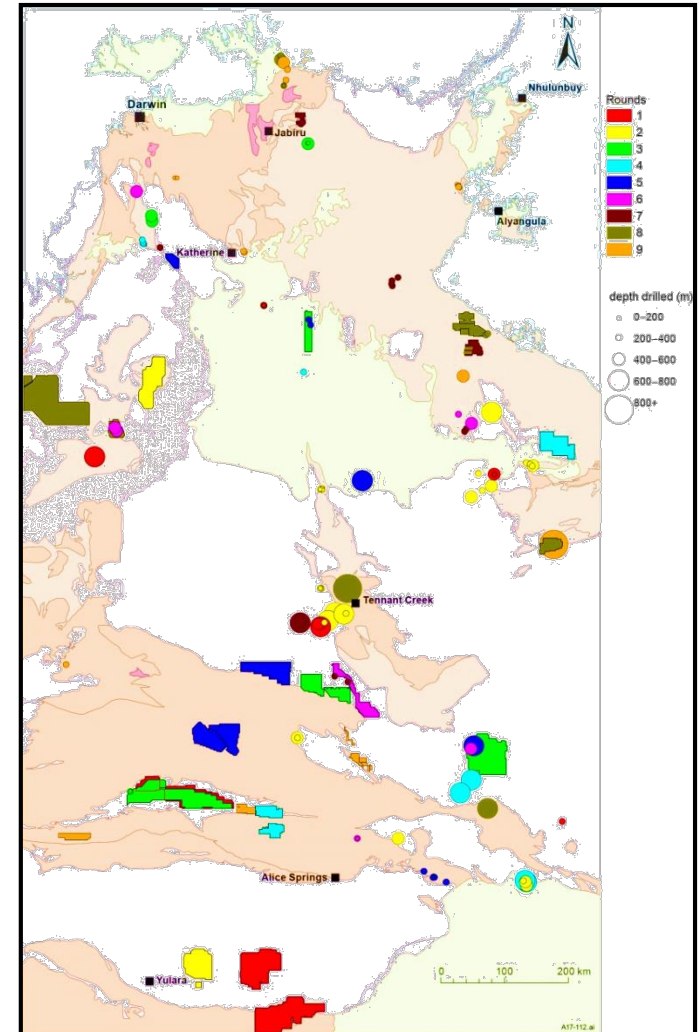 N
Nhulunbuy
Darwin
Jabiru
Alyangula
Katherine
Tennant Creek
Alice Springs
Yulara
Rounds
1
2
3
4
5
6
7
8
9
depth drilled (m)
0–200
200–400
400–600
600–800
800+
0 100 200 km
A17-112.ai